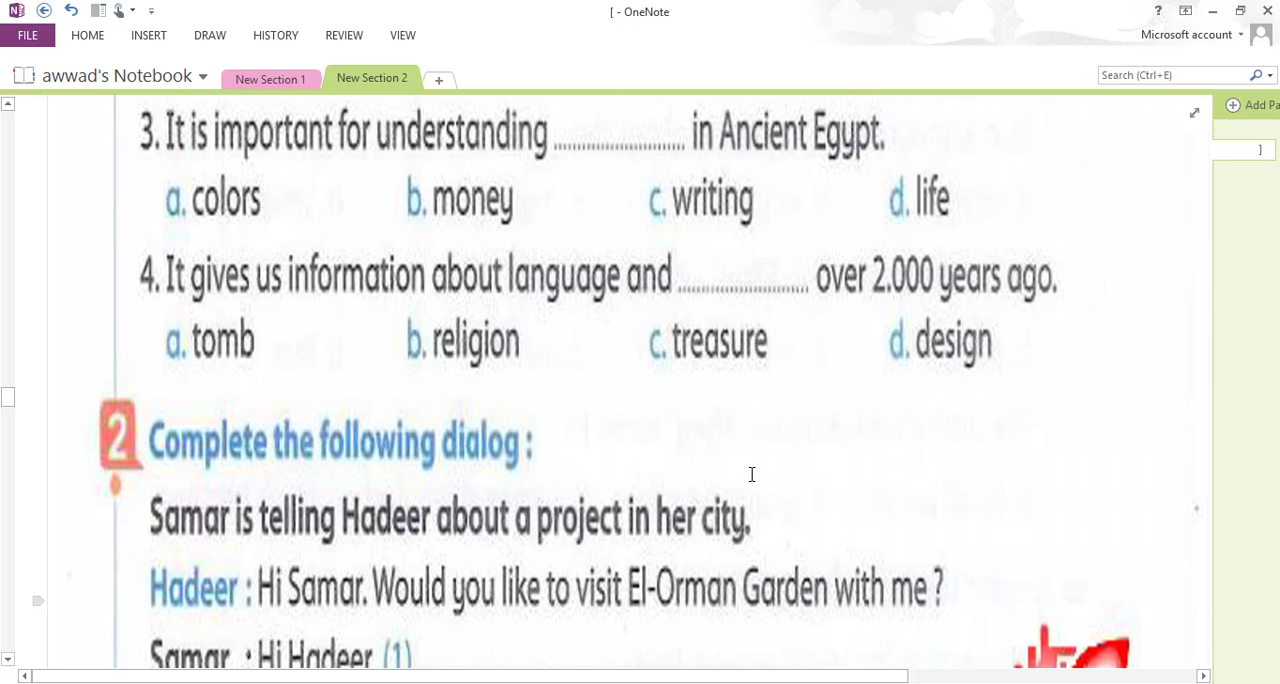 [ - OneNote
?
FILE HOME INSERT DRAW HISTORY REVIEW VIEW
Microsoft account
awwad's Notebook
New Section 1
New Section 2
+
Search (Ctrl+E)
Add Pa
]
3. It is important for understanding ........................ in Ancient Egypt.
a. colors b. money c. writing d. life
4. It gives us information about language and ........................ over 2.000 years ago.
a. tomb b. religion c. treasure d. design
2 Complete the following dialog :
Samar is telling Hadeer about a project in her city.
Hadeer : Hi Samar. Would you like to visit El-Orman Garden with me ?
Samar : Hi Hadeer (1)